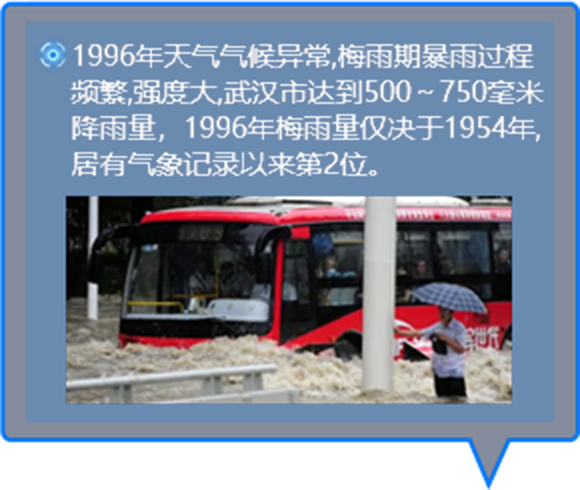 1996年天气气候异常,梅雨期暴雨过程
频繁,强度大,武汉市达到500～750毫米
降雨量，1996年梅雨量仅决于1954年,
居有气象记录以来第2位。